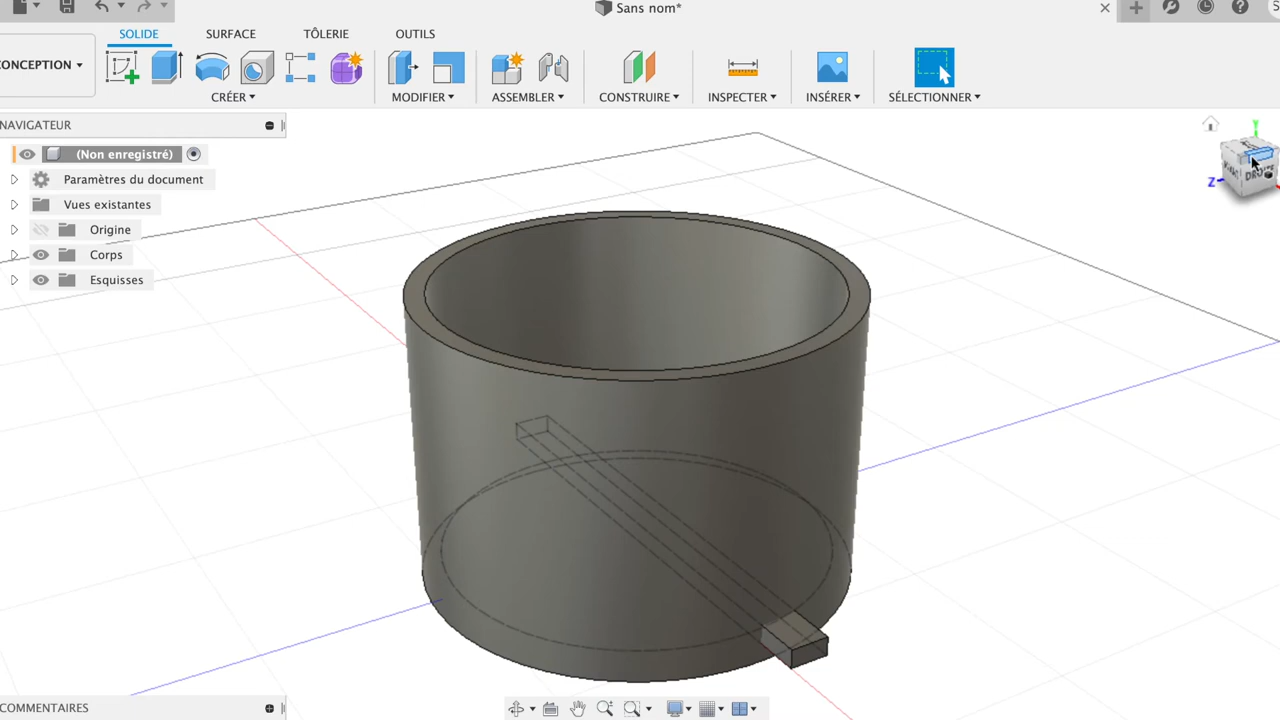 Sans nom*
SOLIDE SURFACE TÔLERIE OUTILS
CONCEPTION
CRÉER MODIFIER ASSEMBLER CONSTRUIRE INSPECTER INSÉRER SÉLECTIONNER
NAVIGATEUR
(Non enregistré)
Paramètres du document
Vues existantes
Origine
Corps
Esquisses
Y
Z
COMMENTAIRES